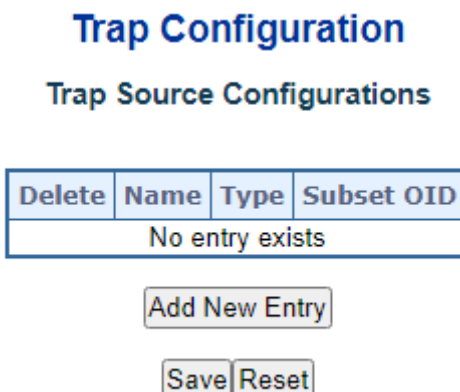 Trap Configuration
Trap Source Configurations
Delete Name Type Subset OID
No entry exists
Add New Entry
Save Reset